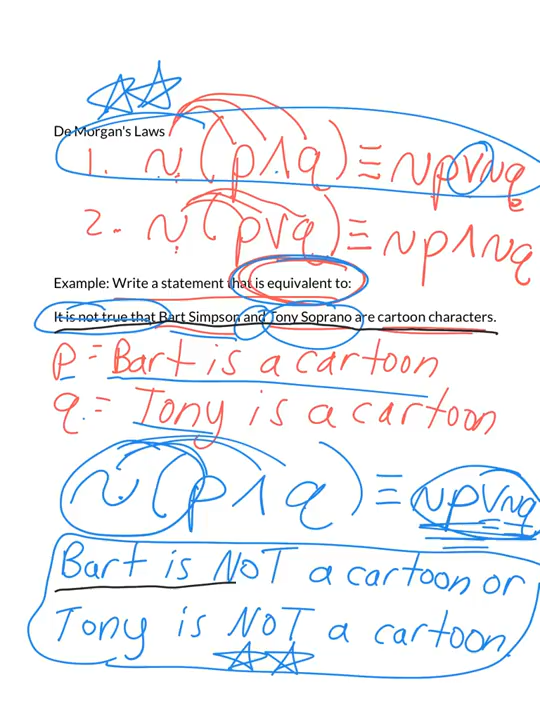 De Morgan's Laws
1. ~(p∧q) ≡ ~p∨~q
2. ~(p∨q) ≡ ~p∧~q
Example: Write a statement that is equivalent to:
It is not true that Bart Simpson and Tony Soprano are cartoon characters.
p = Bart is a cartoon
q = Tony is a cartoon
~(p∧q) ≡ ~p∨~q
Bart is NOT a cartoon or
Tony is NOT a cartoon